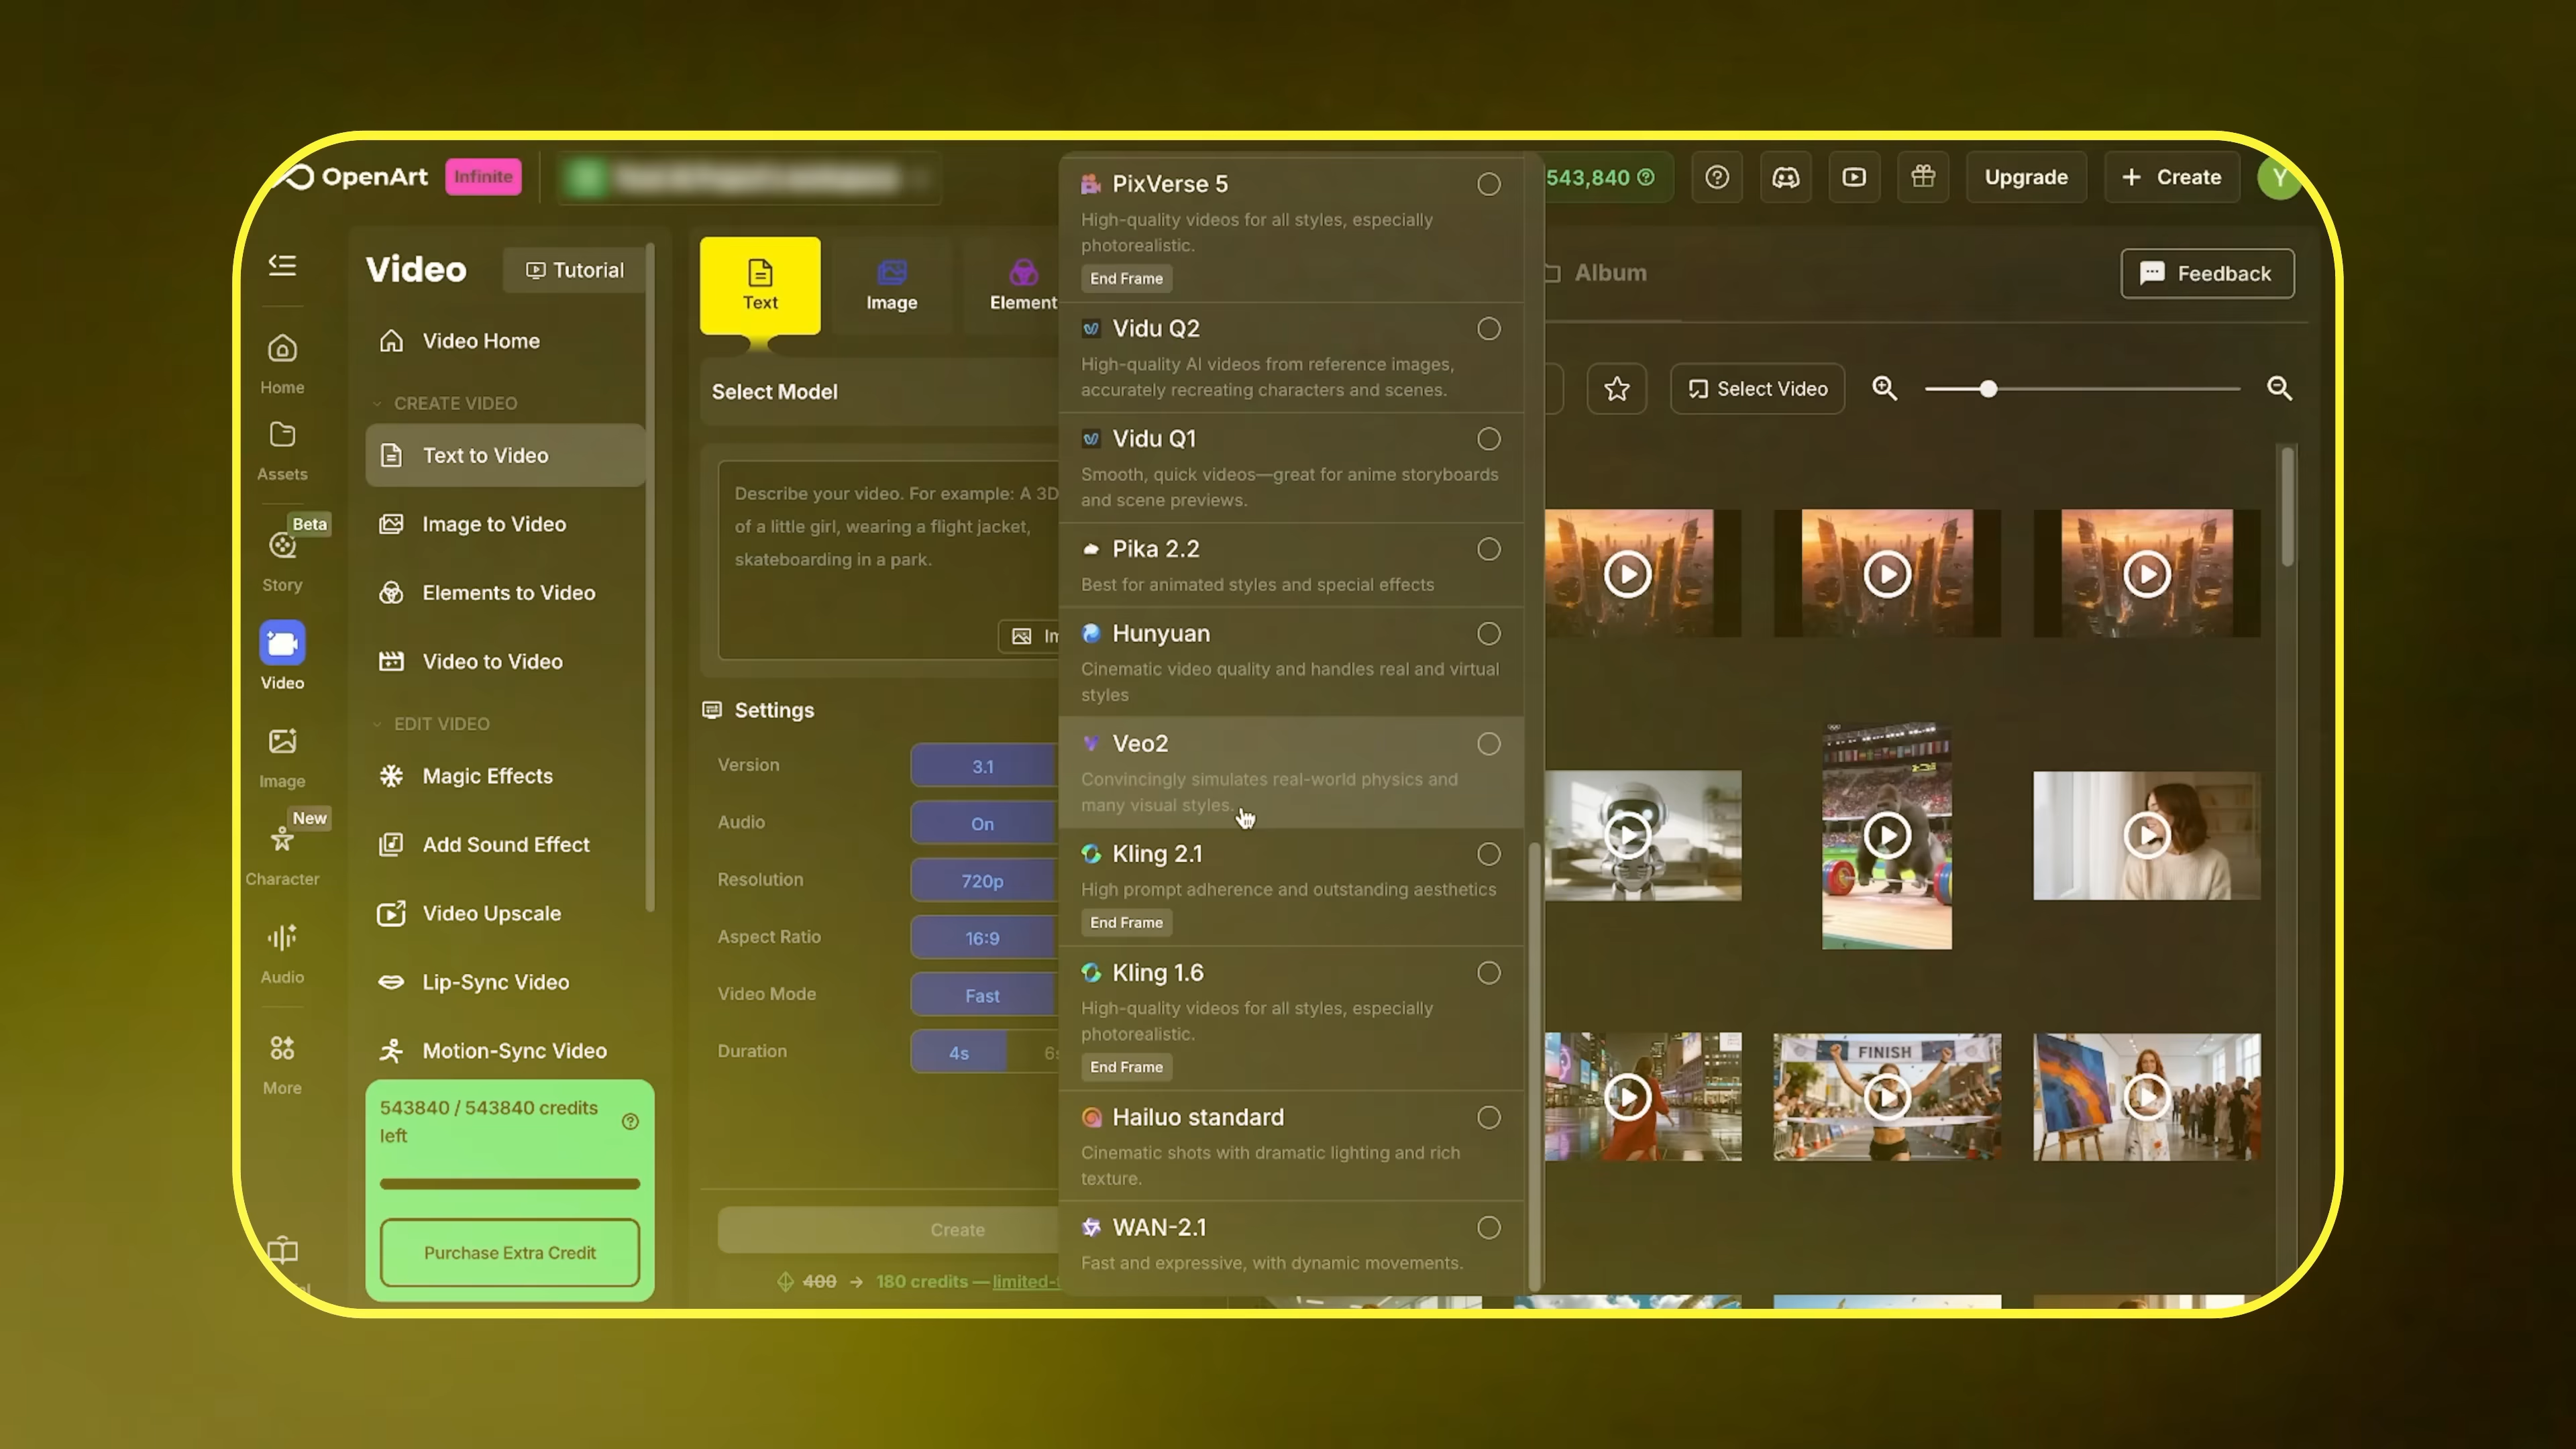 OpenArt
Infinite
543,840
Upgrade
+ Create
Y
Home
Assets
Beta
Story
Video
Image
New
Character
Audio
More
Video
Tutorial
Video Home
CREATE VIDEO
Text to Video
Image to Video
Elements to Video
Video to Video
EDIT VIDEO
Magic Effects
Add Sound Effect
Video Upscale
Lip-Sync Video
Motion-Sync Video
543840 / 543840 credits
left
Purchase Extra Credit
Text
Image
Element
Select Model
Describe your video. For example: A 3D
of a little girl, wearing a flight jacket,
skateboarding in a park.
Settings
Version
3.1
Audio
On
Resolution
720p
Aspect Ratio
16:9
Video Mode
Fast
Duration
4s
Create
400 → 180 credits — limited-
PixVerse 5
High-quality videos for all styles, especially
photorealistic.
End Frame
Vidu Q2
High-quality AI videos from reference images,
accurately recreating characters and scenes.
Vidu Q1
Smooth, quick videos—great for anime storyboards
and scene previews.
Pika 2.2
Best for animated styles and special effects
Hunyuan
Cinematic video quality and handles real and virtual
styles
Veo2
Convincingly simulates real-world physics and
many visual styles.
Kling 2.1
High prompt adherence and outstanding aesthetics
End Frame
Kling 1.6
High-quality videos for all styles, especially
photorealistic.
End Frame
Hailuo standard
Cinematic shots with dramatic lighting and rich
texture.
WAN-2.1
Fast and expressive, with dynamic movements.
Album
Feedback
Select Video
FINISH